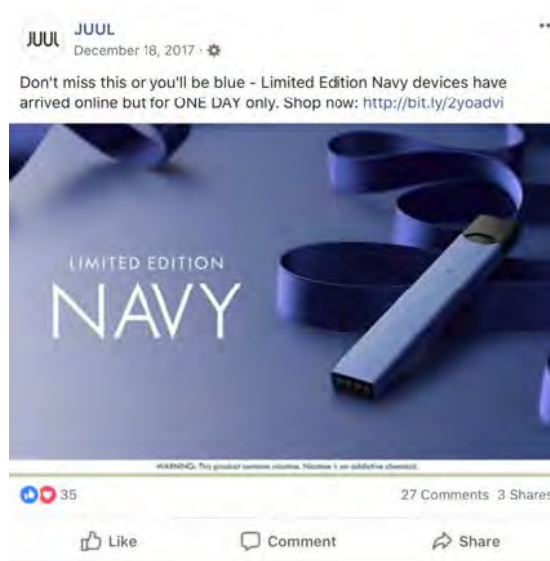 JUUL
JUUL
December 18, 2017 ·
Don't miss this or you'll be blue - Limited Edition Navy devices have
arrived online but for ONE DAY only. Shop now: http://bit.ly/2yoadvi
LIMITED EDITION
NAVY
WARNING: This product contains nicotine. Nicotine is an addictive chemical.
35
27 Comments 3 Shares
Like
Comment
Share